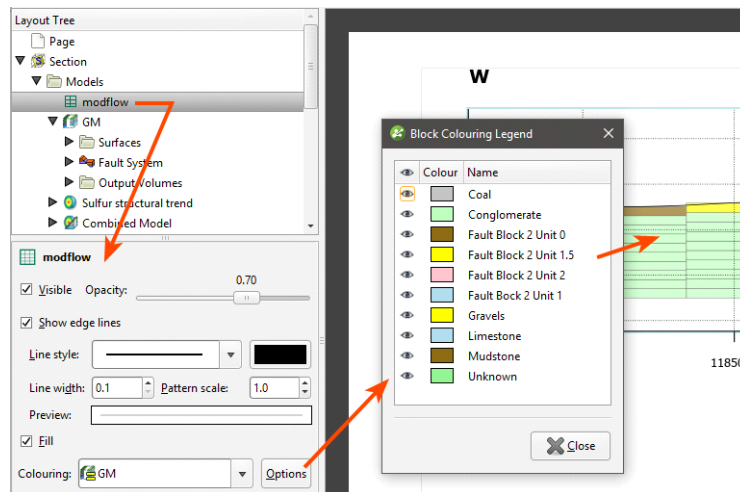 Layout Tree
Page
Section
Models
modflow
GM
Surfaces
Fault System
Output Volumes
Sulfur structural trend
Combined Model
modflow
Visible Opacity: 0.70
Show edge lines
Line style:
Line width: 0.1 Pattern scale: 1.0
Preview:
Fill
Colouring: GM Options
W
Block Colouring Legend
Colour Name
Coal
Conglomerate
Fault Block 2 Unit 0
Fault Block 2 Unit 1.5
Fault Block 2 Unit 2
Fault Bock 2 Unit 1
Gravels
Limestone
Mudstone
Unknown
Close